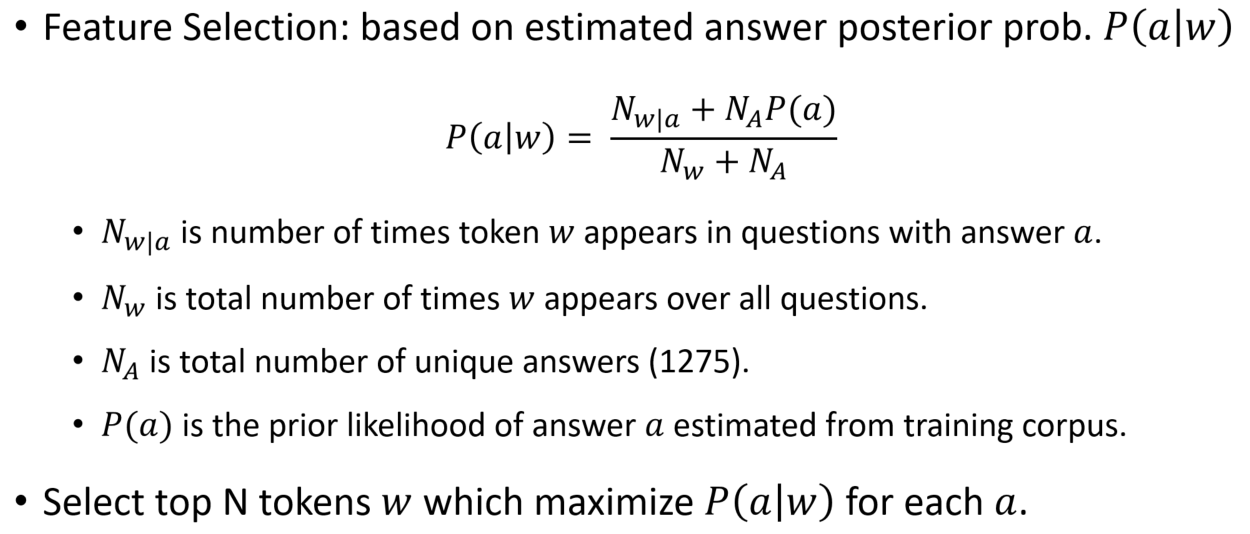 • Feature Selection: based on estimated answer posterior prob. P(a|w)
P(a|w) = \frac{N_{w|a} + N_A P(a)}{N_w + N_A}
• N_{w|a} is number of times token w appears in questions with answer a.
• N_w is total number of times w appears over all questions.
• N_A is total number of unique answers (1275).
• P(a) is the prior likelihood of answer a estimated from training corpus.
• Select top N tokens w which maximize P(a|w) for each a.